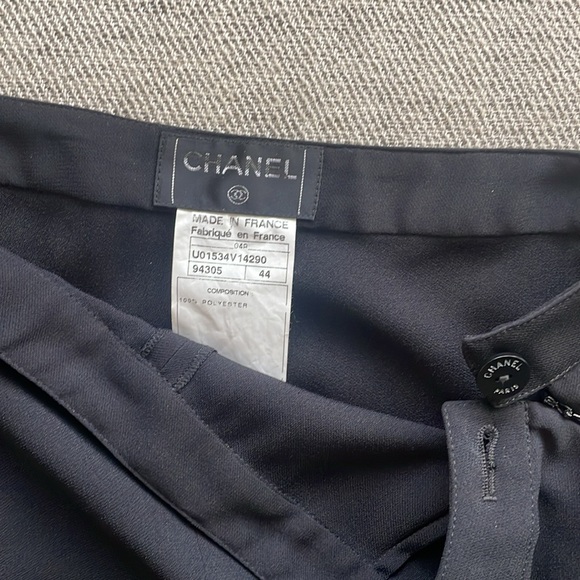 CHANEL
MADE IN FRANCE
Fabriqué en France
04P
U01534V14290
94305 44
COMPOSITION
100% POLYESTER
CHANEL
PARIS